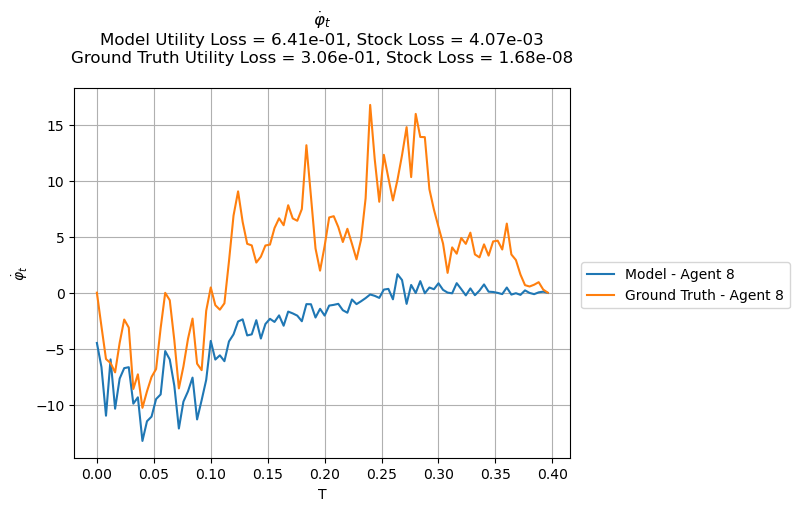 φ̇_t
Model Utility Loss = 6.41e-01, Stock Loss = 4.07e-03
Ground Truth Utility Loss = 3.06e-01, Stock Loss = 1.68e-08
15
10
5
0
−5
−10
φ̇_t
0.00 0.05 0.10 0.15 0.20 0.25 0.30 0.35 0.40
T
Model - Agent 8
Ground Truth - Agent 8